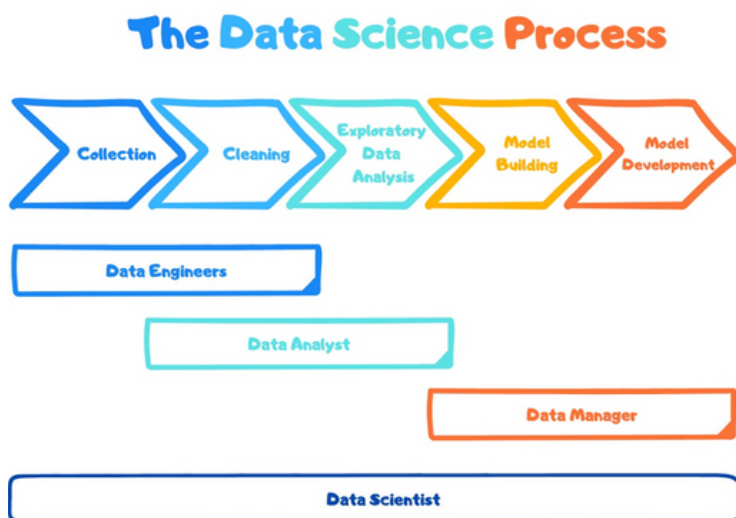 The Data Science Process
Collection
Cleaning
Exploratory
Data
Analysis
Model
Building
Model
Development
Data Engineers
Data Analyst
Data Manager
Data Scientist